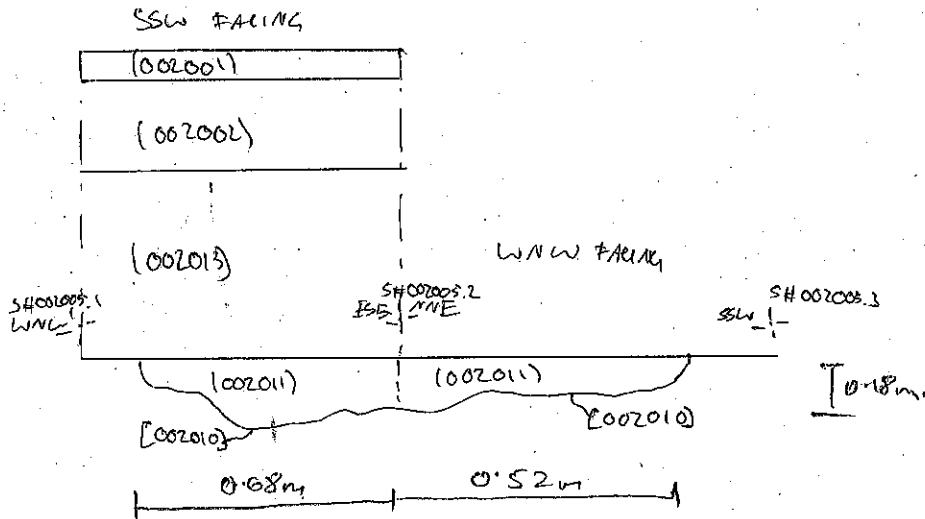 SSW FACING
(002001)
(002002)
(002013)
WNW FACING
SH002005.1
WNW
SH002005.2
ESE NNE
SH002005.3
SSW
(002011) (002011)
0.18m
[002010] [002010]
0.68m 0.52m